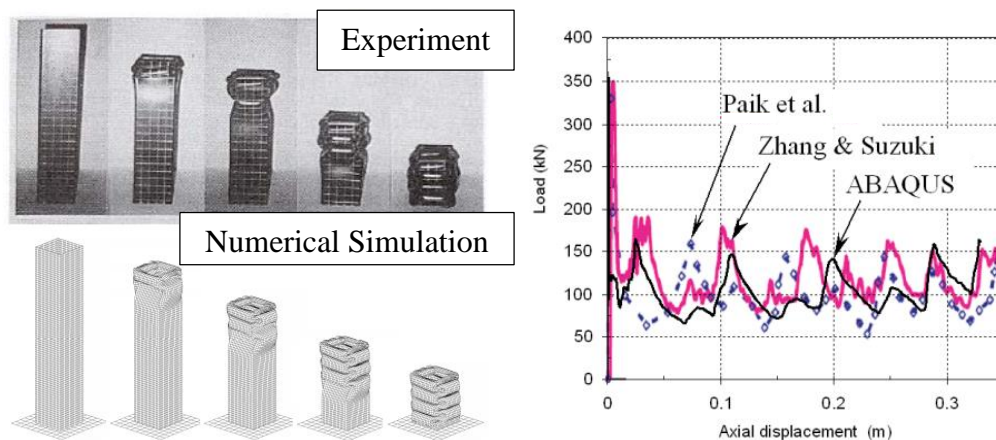 Experiment
Numerical Simulation
400
350
300
250
200
150
100
50
0
Load (kN)
Paik et al.
Zhang & Suzuki
ABAQUS
0 0.1 0.2 0.3
Axial displacement (m)